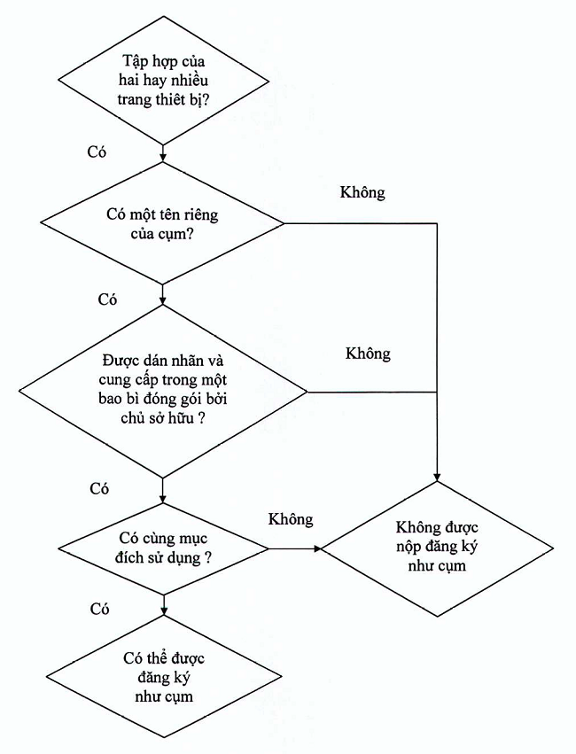 Tập hợp của
hai hay nhiều
trang thiêt bị?
Có
Không
Có một tên riêng
của cụm?
Có
Không
Được dán nhãn và
cung cấp trong một
bao bì đóng gói bởi
chủ sở hữu ?
Có
Không
Có cùng mục
đích sử dụng ?
Không được
nộp đăng ký
như cụm
Có
Có thể được
đăng ký
như cụm